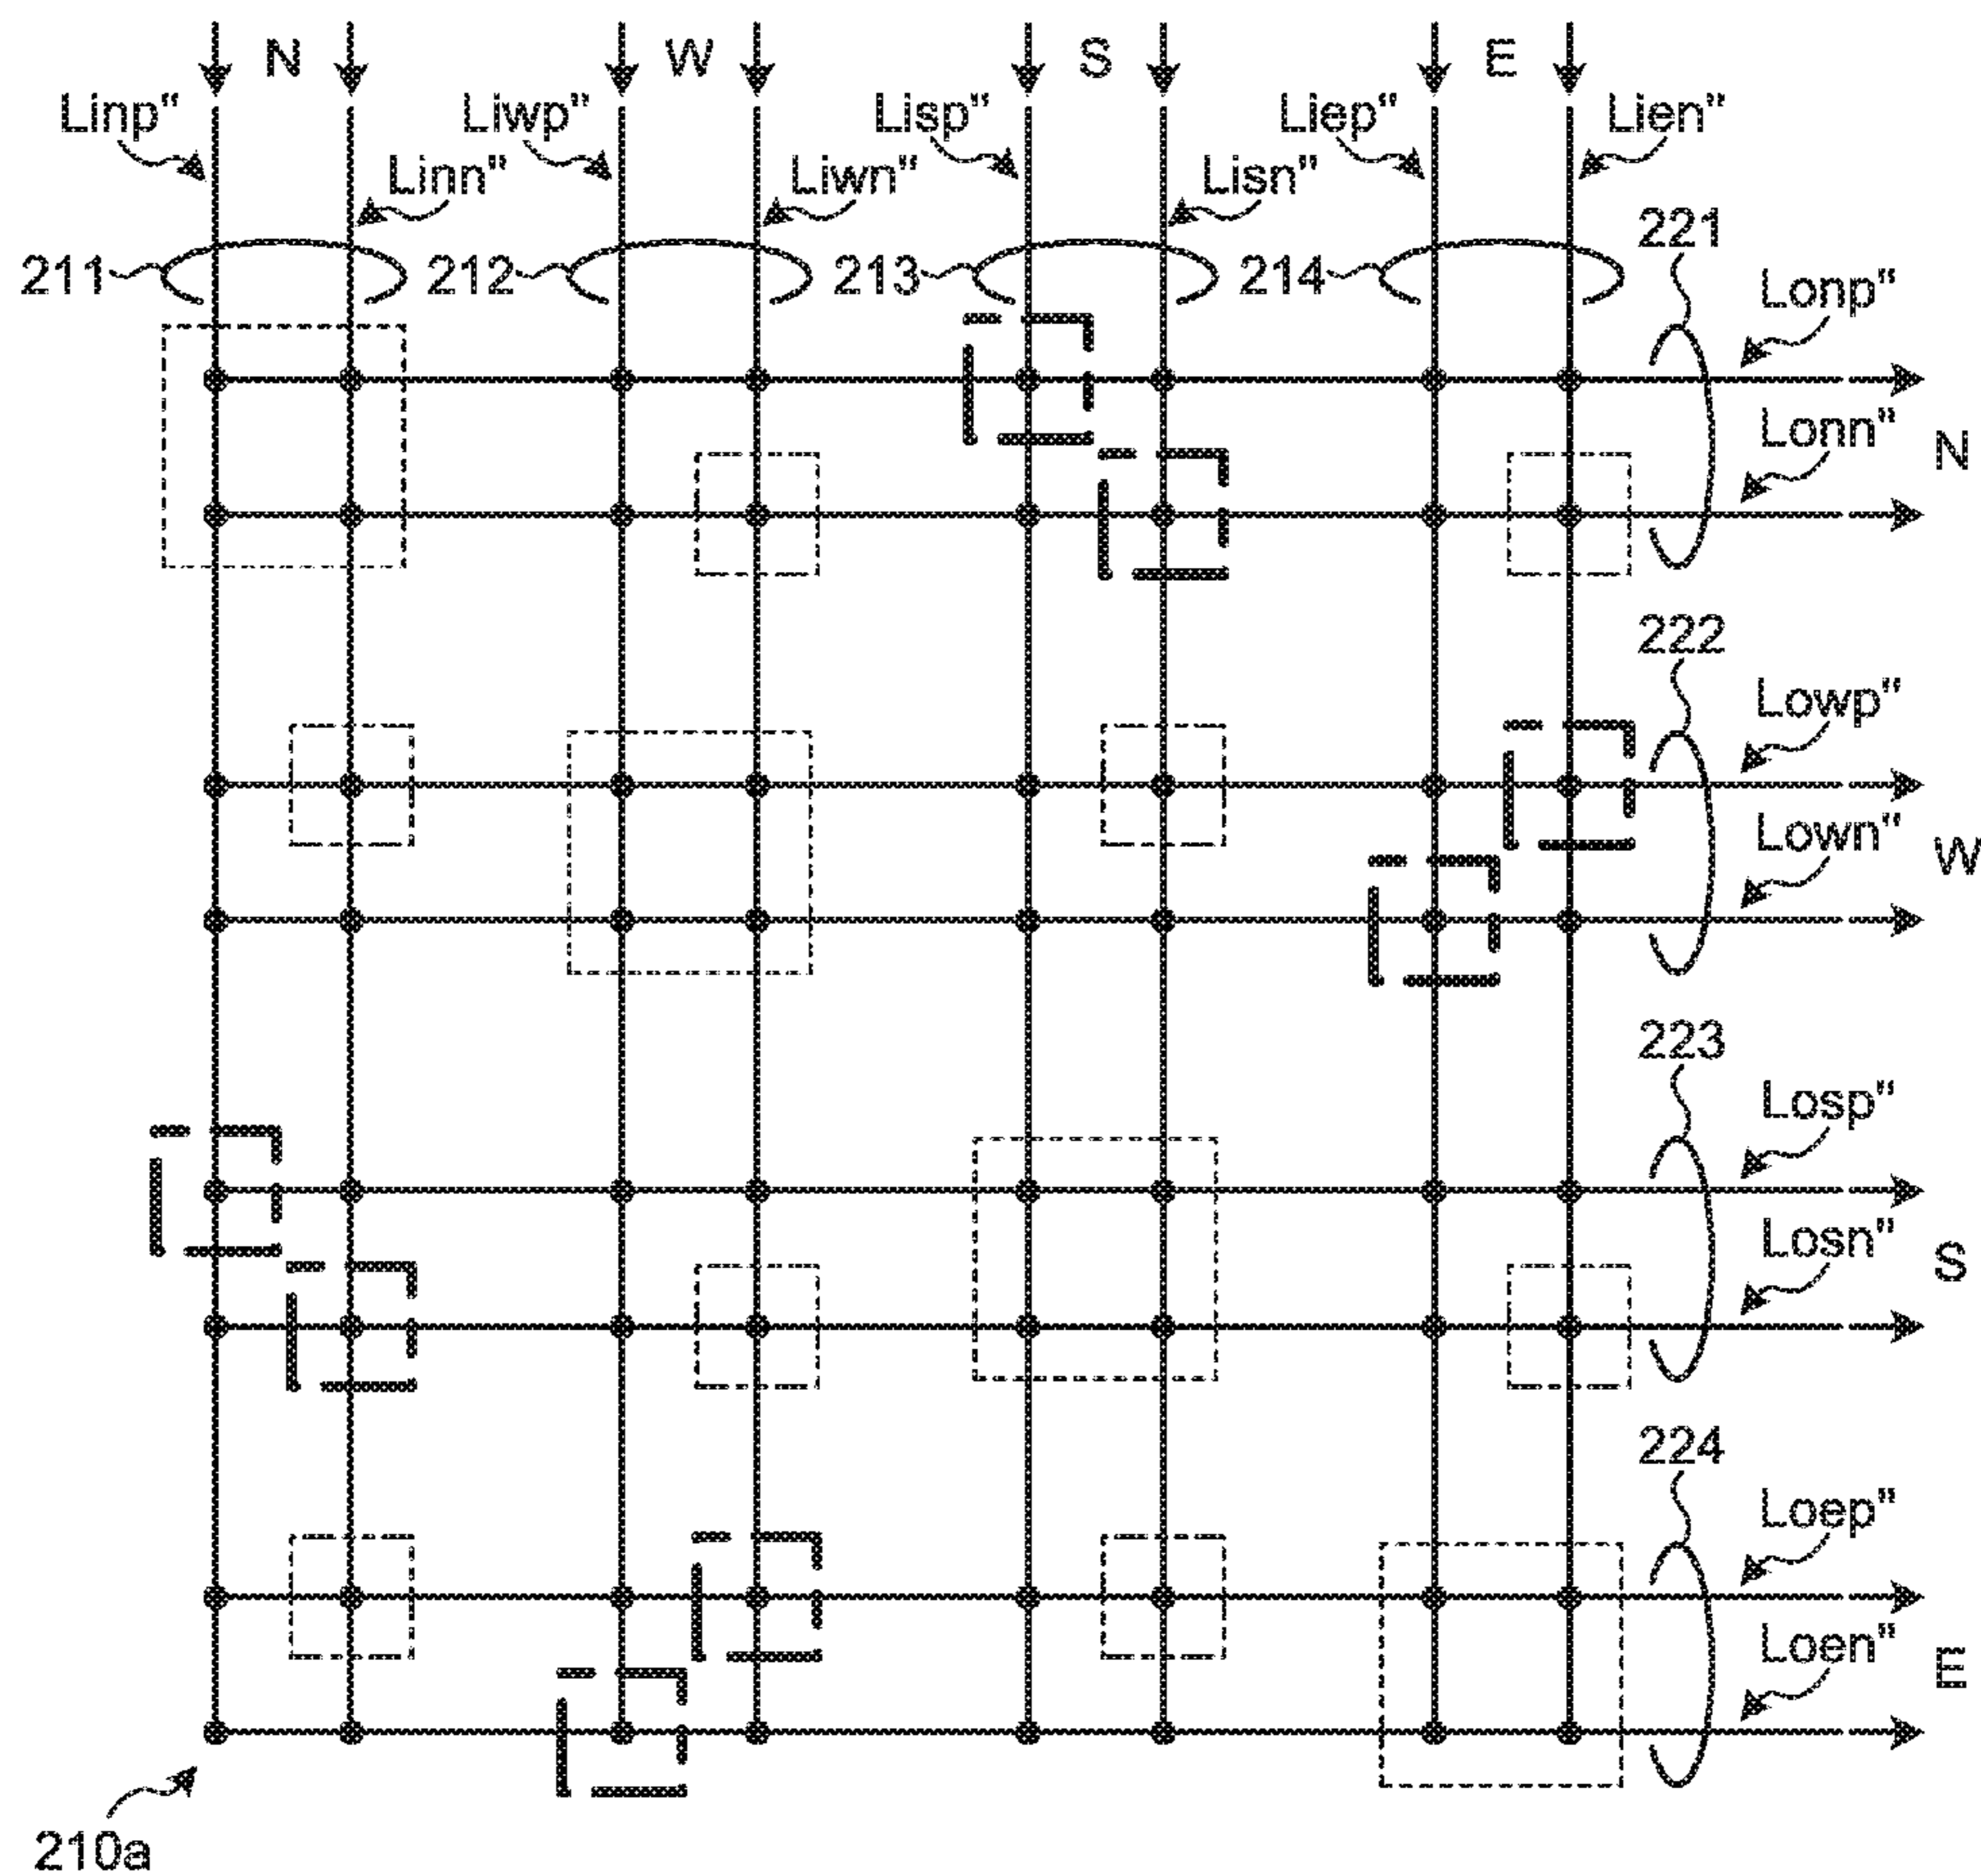 N W S E
Linp" Liwp" Lisp" Liep" Lien"
Linn" Liwn" Lisn"
211 212 213 214 221
Lonp"
Lonn"
N
222
Lowp"
Lown"
W
223
Losp"
Losn"
S
224
Loep"
Loen"
E
210a